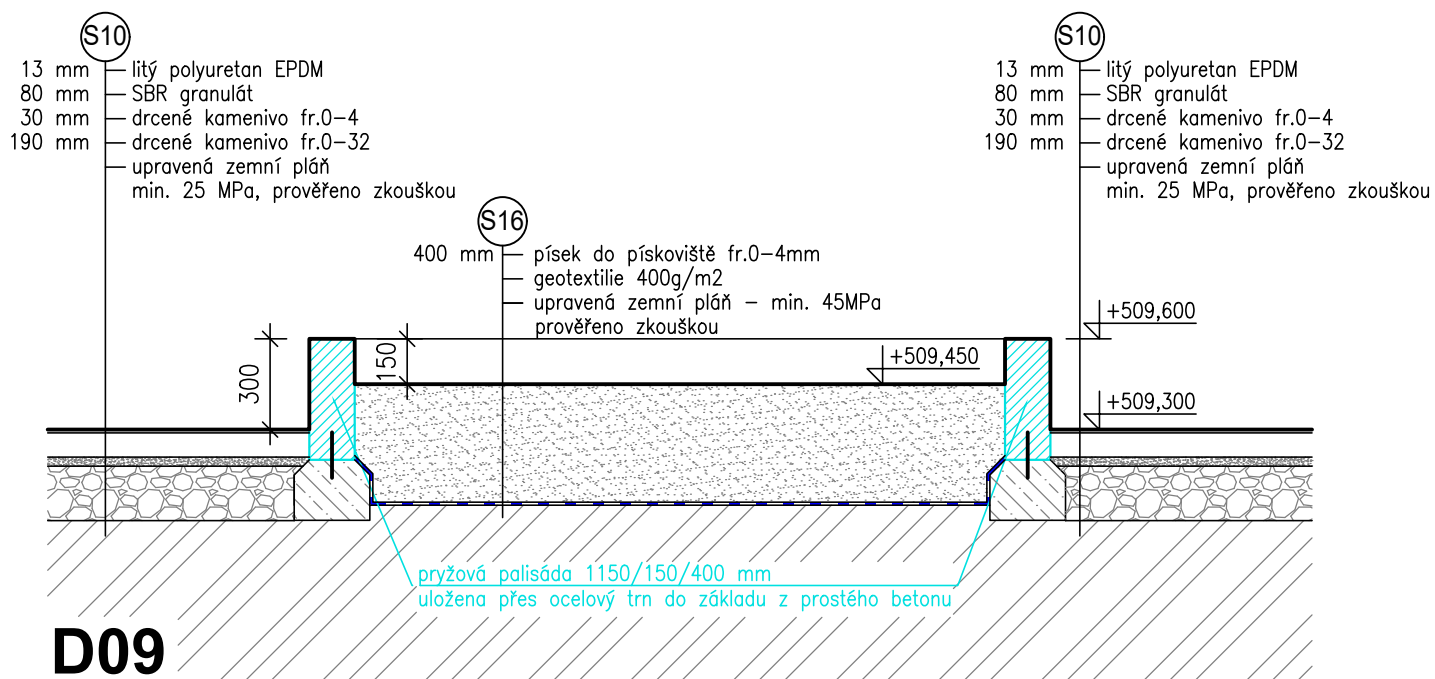 S10
13 mm litý polyuretan EPDM
80 mm SBR granulát
30 mm drcené kamenivo fr.0-4
190 mm drcené kamenivo fr.0-32
upravená zemní pláň
min. 25 MPa, prověřeno zkouškou
S10
13 mm litý polyuretan EPDM
80 mm SBR granulát
30 mm drcené kamenivo fr.0-4
190 mm drcené kamenivo fr.0-32
upravená zemní pláň
min. 25 MPa, prověřeno zkouškou
S16
400 mm písek do pískoviště fr.0-4mm
geotextilie 400g/m2
upravená zemní pláň - min. 45MPa
prověřeno zkouškou
+509,600
300
150
+509,450
+509,300
pryžová palisáda 1150/150/400 mm
uložena přes ocelový trn do základu z prostého betonu
D09